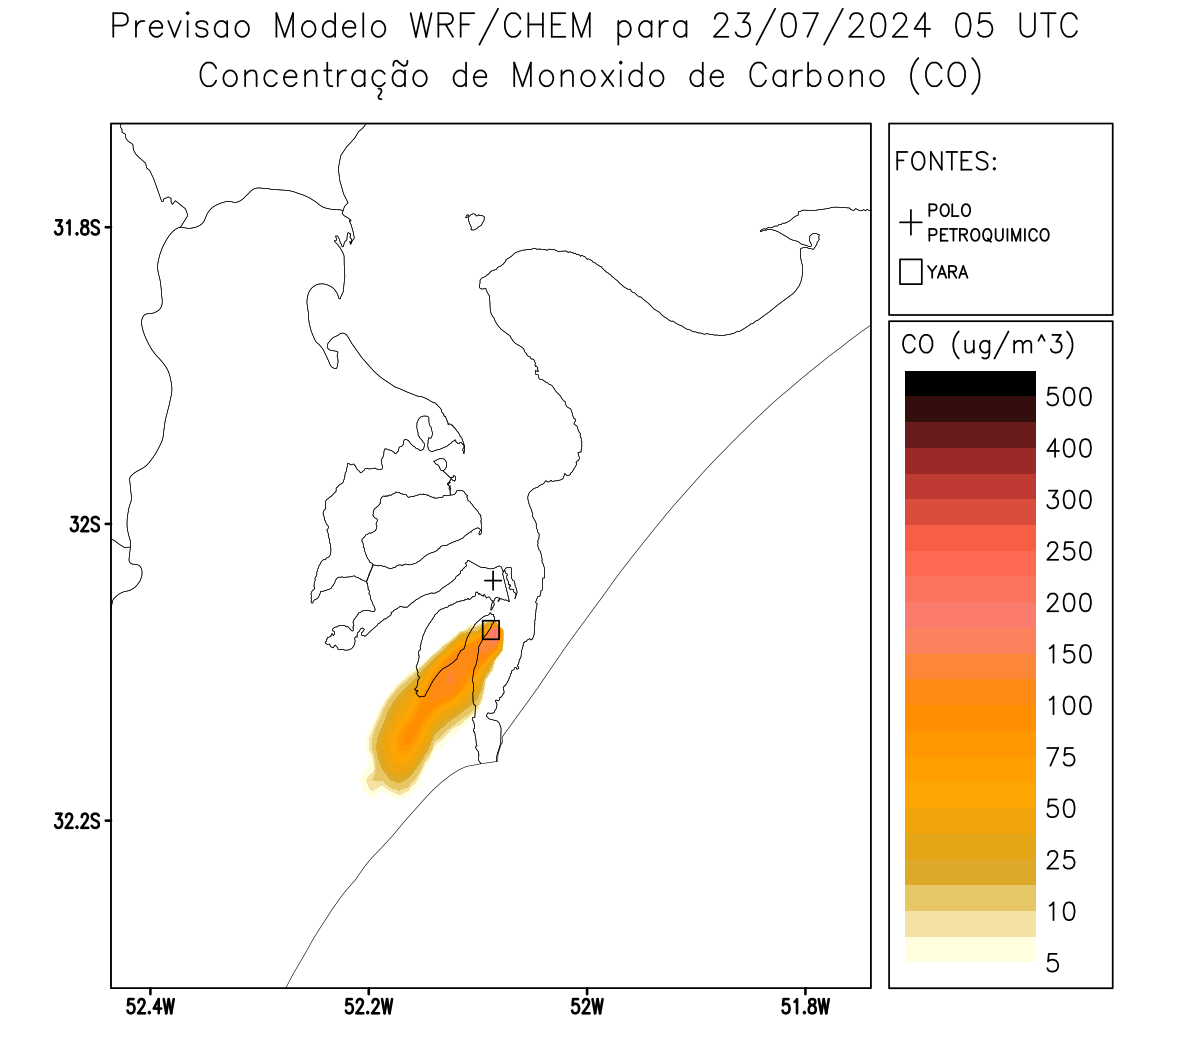 Previsao Modelo WRF/CHEM para 23/07/2024 05 UTC
Concentração de Monoxido de Carbono (CO)
FONTES:
POLO
PETROQUIMICO
YARA
CO (ug/m^3)
500
400
300
250
200
150
100
75
50
25
10
5
31.8S
32S
32.2S
52.4W
52.2W
52W
51.8W